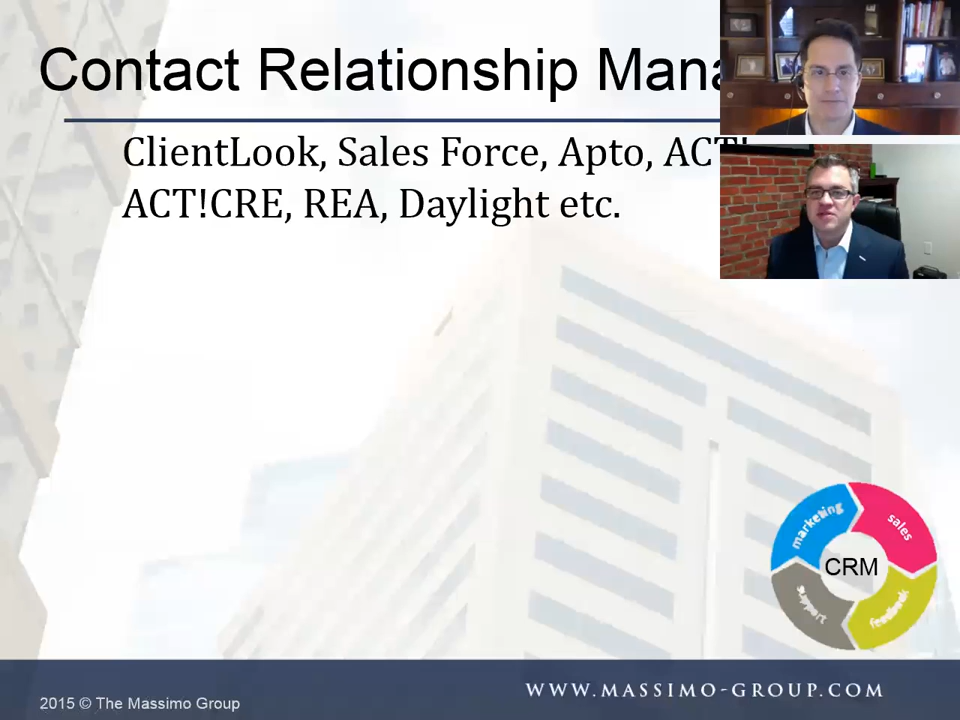 Contact Relationship Mana
ClientLook, Sales Force, Apto, ACT!
ACT!CRE, REA, Daylight etc.
marketing
sales
CRM
support
feedback
2015 © The Massimo Group
WWW.MASSIMO-GROUP.COM